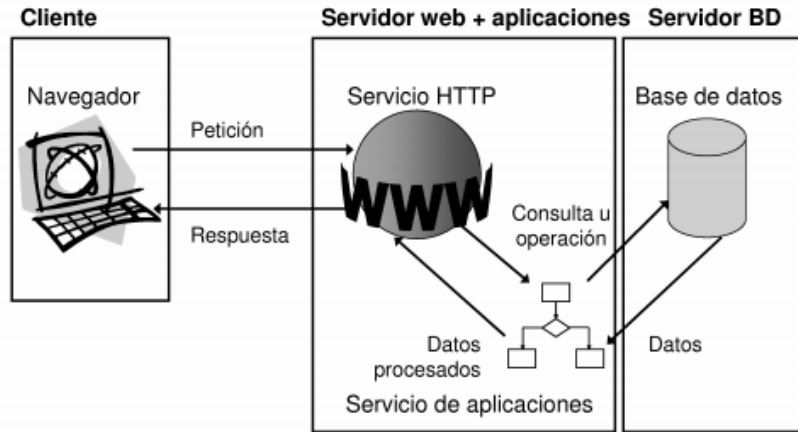 Cliente
Servidor web + aplicaciones
Servidor BD
Navegador
Servicio HTTP
Base de datos
Petición
WWW
Respuesta
Consulta u
operación
Datos
procesados
Datos
Servicio de aplicaciones